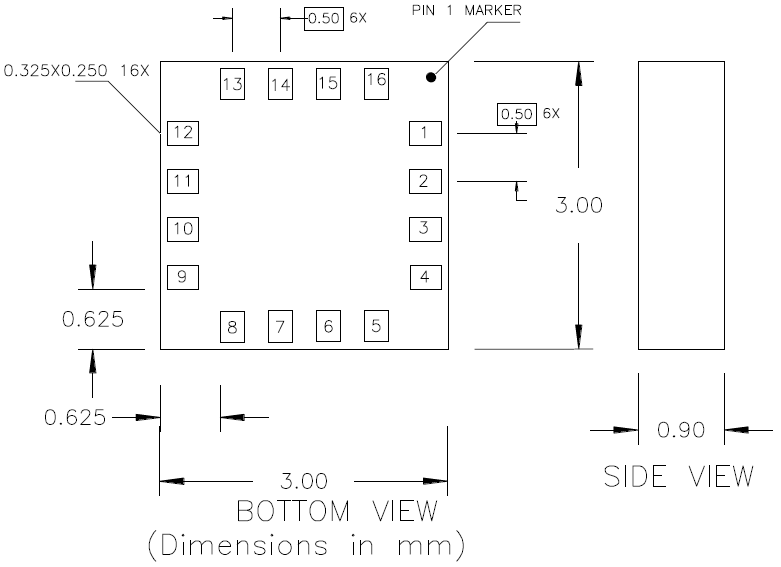 0.50 6X
PIN 1 MARKER
0.325X0.250 16X
13 14 15 16
0.50 6X
12 1
11 2
3.00
10 3
9 4
0.625
8 7 6 5
0.625
0.90
3.00
SIDE VIEW
BOTTOM VIEW
(Dimensions in mm)